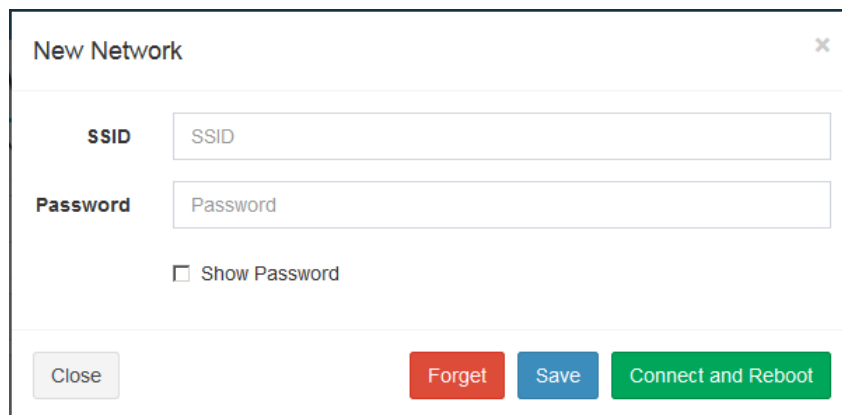 New Network
×
SSID SSID
Password Password
Show Password
Close Forget Save Connect and Reboot